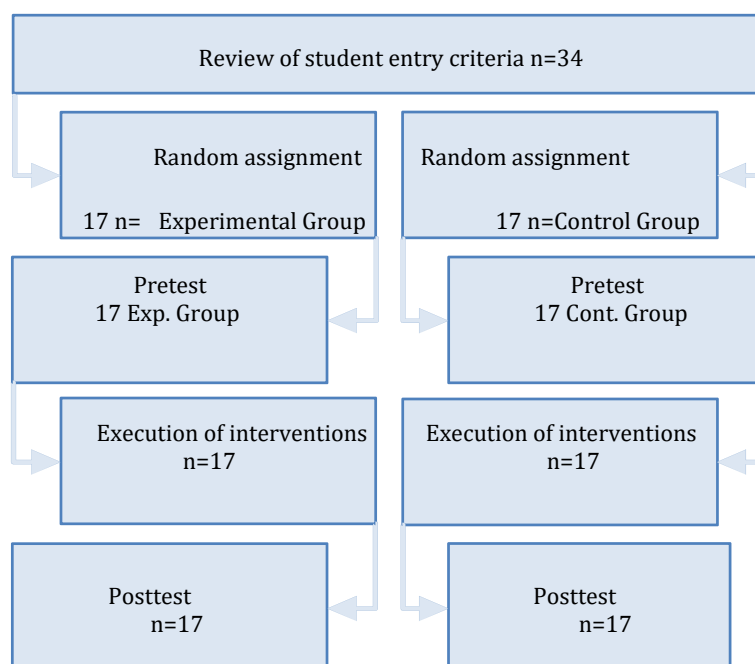 Review of student entry criteria n=34
Random assignment
17 n= Experimental Group
Random assignment
17 n=Control Group
Pretest
17 Exp. Group
Pretest
17 Cont. Group
Execution of interventions
n=17
Execution of interventions
n=17
Posttest
n=17
Posttest
n=17